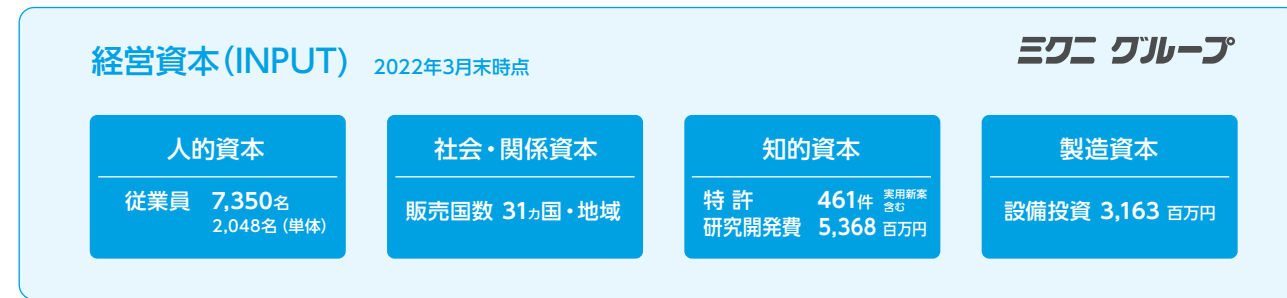 経営資本(INPUT) 2022年3月末時点
ミクニ グループ
人的資本
従業員 7,350名
2,048名(単体)
社会・関係資本
販売国数 31ヵ国・地域
知的資本
特許 461件 実用新案含む
研究開発費 5,368 百万円
製造資本
設備投資 3,163 百万円